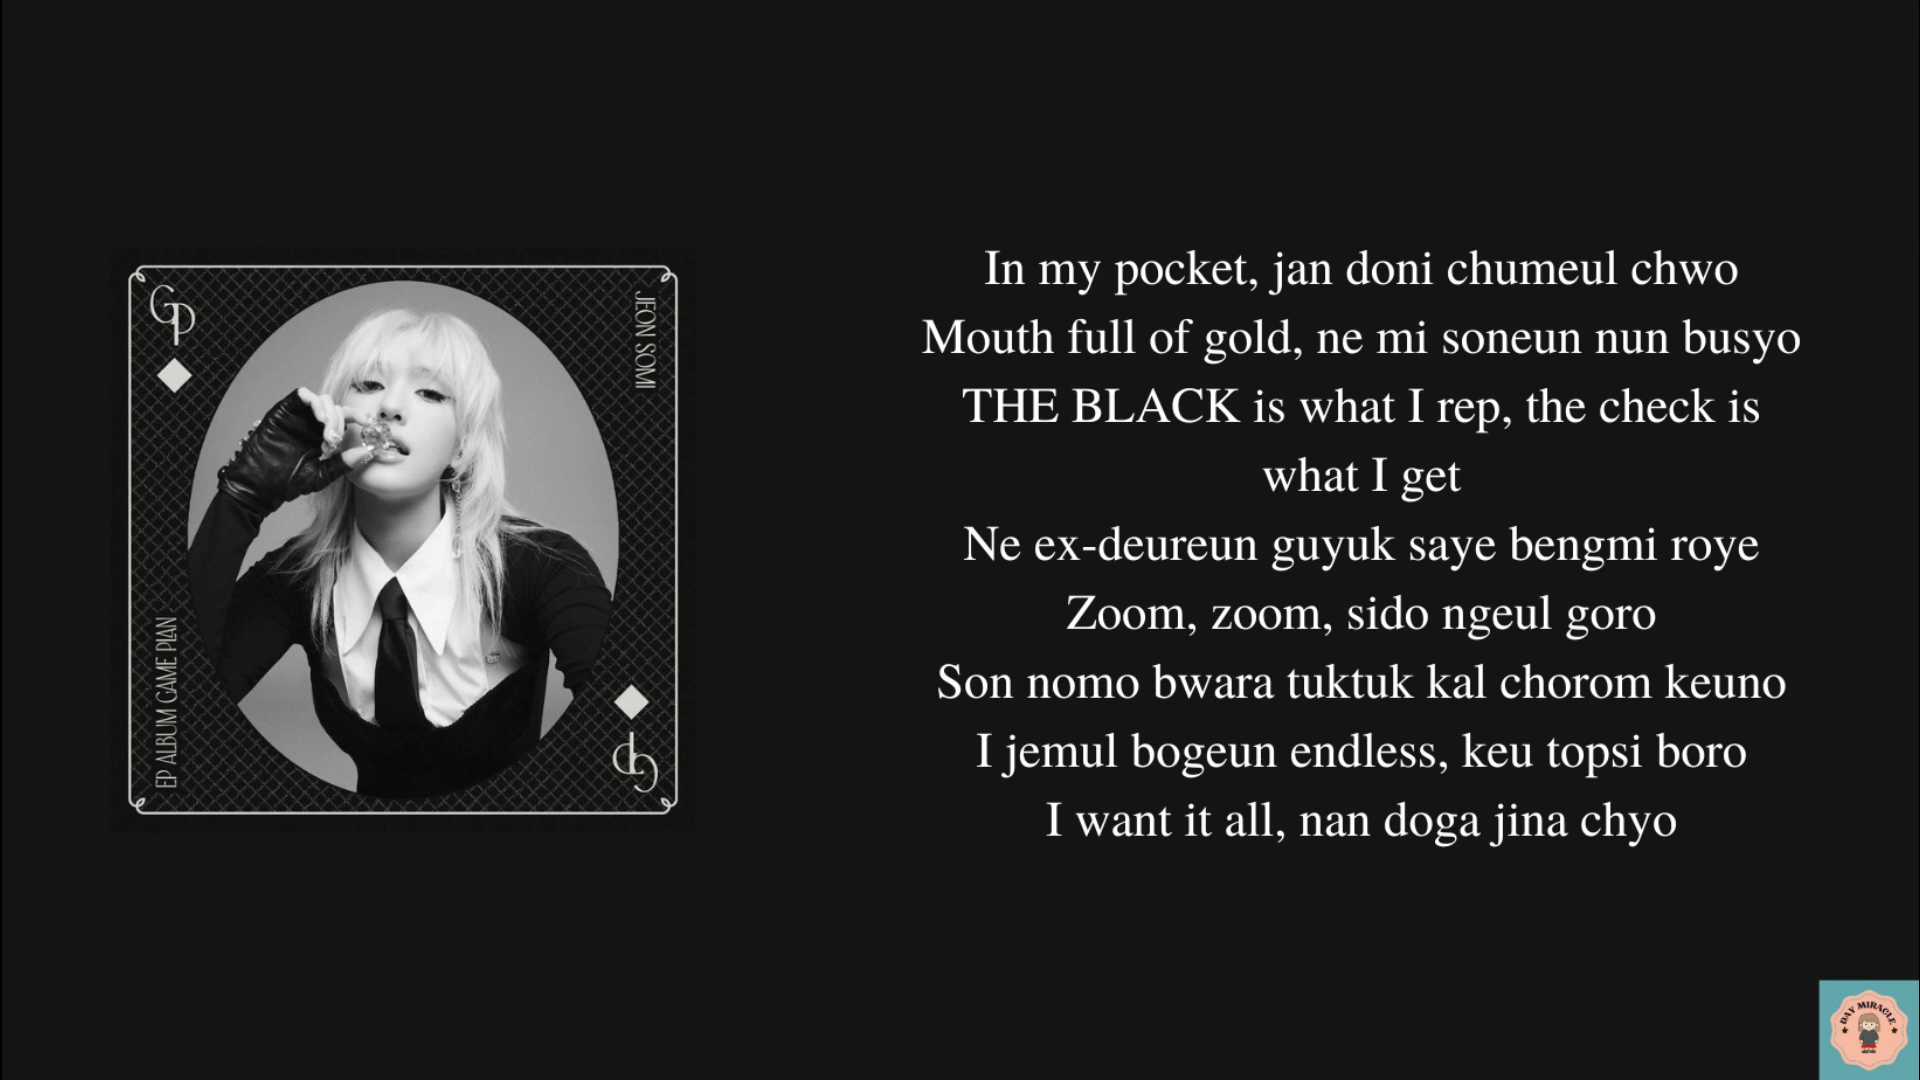 GP
JEON SOMI
EP ALBUM GAME PLAN
GP
In my pocket, jan doni chumeul chwo
Mouth full of gold, ne mi soneun nun busyo
THE BLACK is what I rep, the check is
what I get
Ne ex-deureun guyuk saye bengmi roye
Zoom, zoom, sido ngeul goro
Son nomo bwara tuktuk kal chorom keuno
I jemul bogeun endless, keu topsi boro
I want it all, nan doga jina chyo
DAY MIRACLE